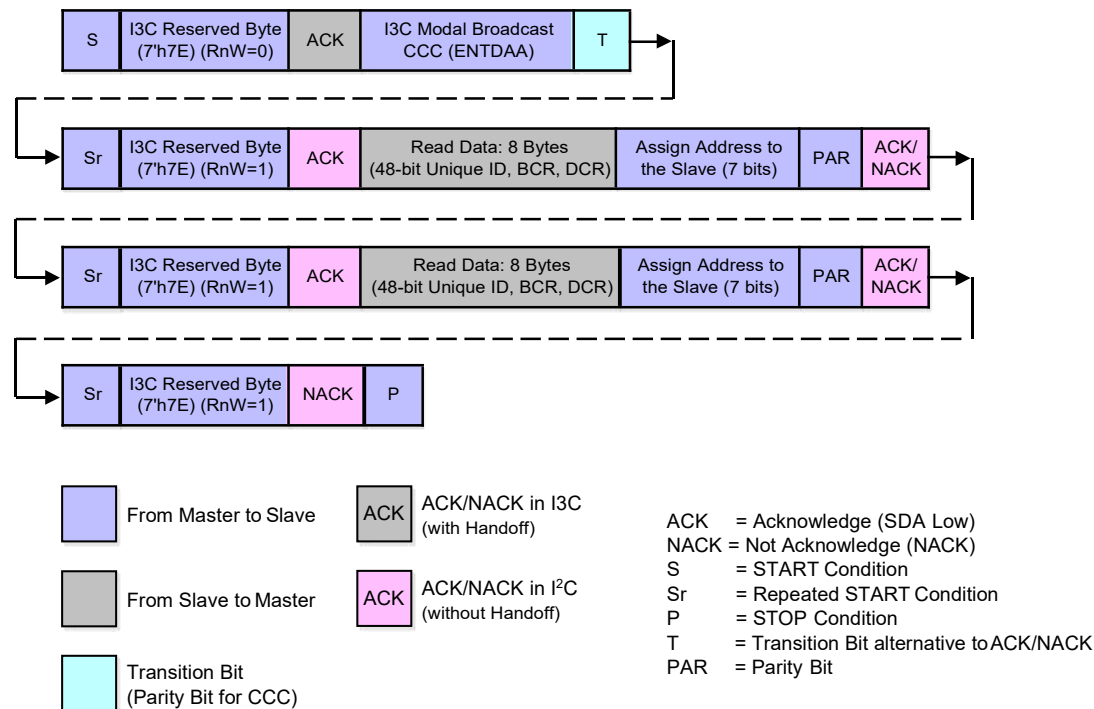 S
I3C Reserved Byte
(7'h7E) (RnW=0)
ACK
I3C Modal Broadcast
CCC (ENTDAA)
T
Sr
I3C Reserved Byte
(7'h7E) (RnW=1)
ACK
Read Data: 8 Bytes
(48-bit Unique ID, BCR, DCR)
Assign Address to
the Slave (7 bits)
PAR
ACK/
NACK
Sr
I3C Reserved Byte
(7'h7E) (RnW=1)
ACK
Read Data: 8 Bytes
(48-bit Unique ID, BCR, DCR)
Assign Address to
the Slave (7 bits)
PAR
ACK/
NACK
Sr
I3C Reserved Byte
(7'h7E) (RnW=1)
NACK
P
From Master to Slave
From Slave to Master
Transition Bit
(Parity Bit for CCC)
ACK
ACK/NACK in I3C
(with Handoff)
ACK
ACK/NACK in I²C
(without Handoff)
ACK = Acknowledge (SDA Low)
NACK = Not Acknowledge (NACK)
S = START Condition
Sr = Repeated START Condition
P = STOP Condition
T = Transition Bit alternative to ACK/NACK
PAR = Parity Bit